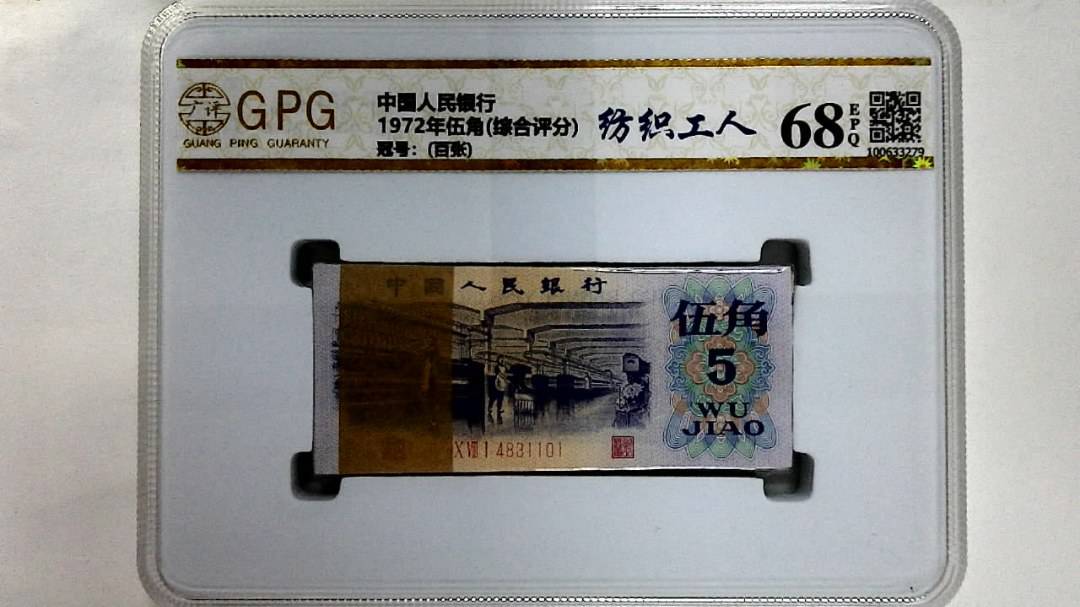 广评
GPG
GUANG PING GUARANTY
中国人民银行
1972年伍角(综合评分)
冠号：(百张)
纺织工人
68
EPQ
100633279
中国人民銀行
伍角
5
WU
JIAO
XVIII I 4831101